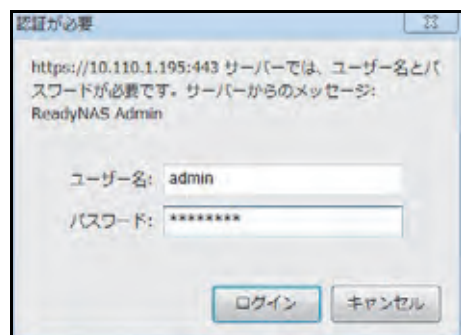 認証が必要
https://10.110.1.195:443 サーバーでは、ユーザー名とパ
スワードが必要です。サーバーからのメッセージ:
ReadyNAS Admin
ユーザー名: admin
パスワード: ********
ログイン キャンセル